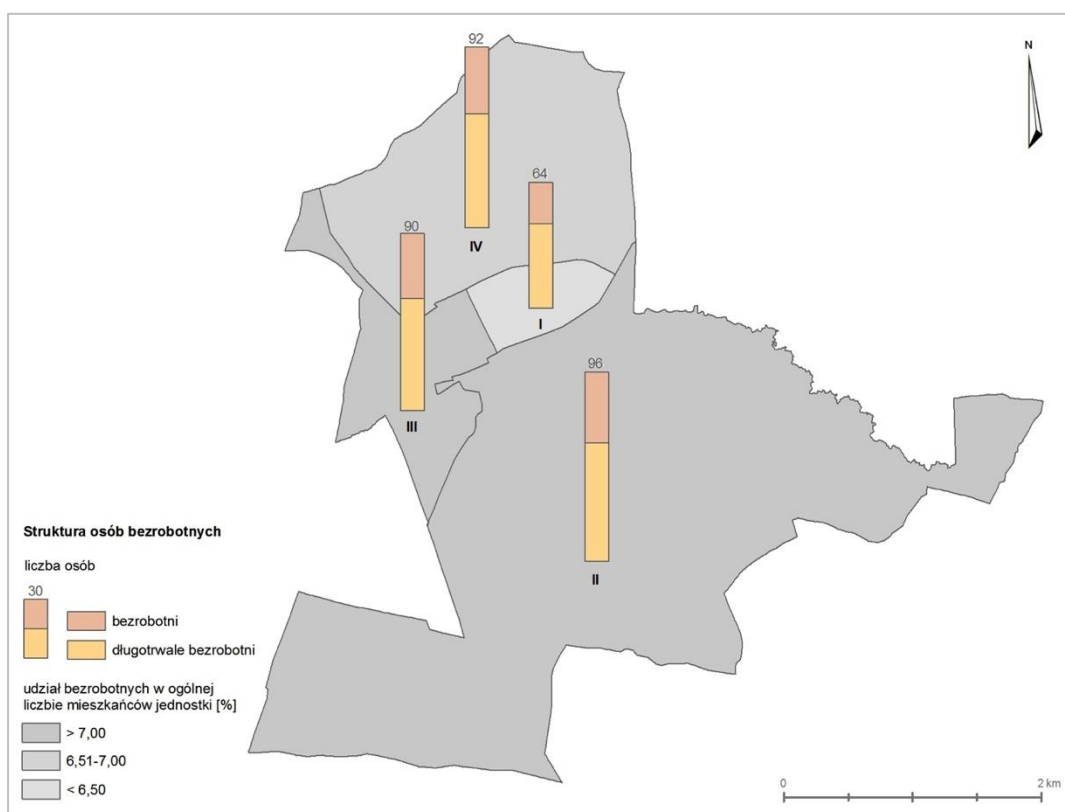 92
N
64
90
IV
I
96
III
II
Struktura osób bezrobotnych
liczba osób
30
bezrobotni
długotrwale bezrobotni
udział bezrobotnych w ogólnej
liczbie mieszkańców jednostki [%]
> 7,00
6,51-7,00
< 6,50
0
2 km